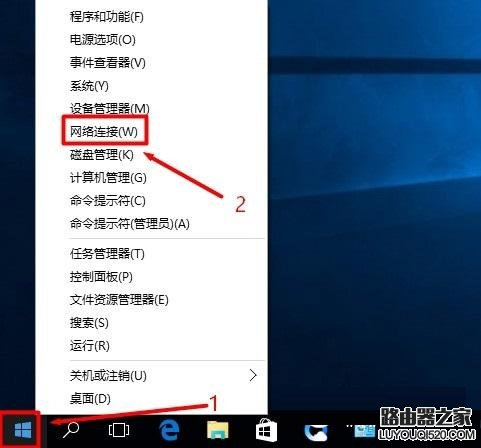 程序和功能(F)
电源选项(O)
事件查看器(V)
系统(Y)
设备管理器(M)
网络连接(W)
磁盘管理(K)
计算机管理(G)
命令提示符(C)
命令提示符(管理员)(A)
2
任务管理器(T)
控制面板(P)
文件资源管理器(E)
搜索(S)
运行(R)
关机或注销(U)
桌面(D)
1
路由器之家
LUYOUQI520.COM